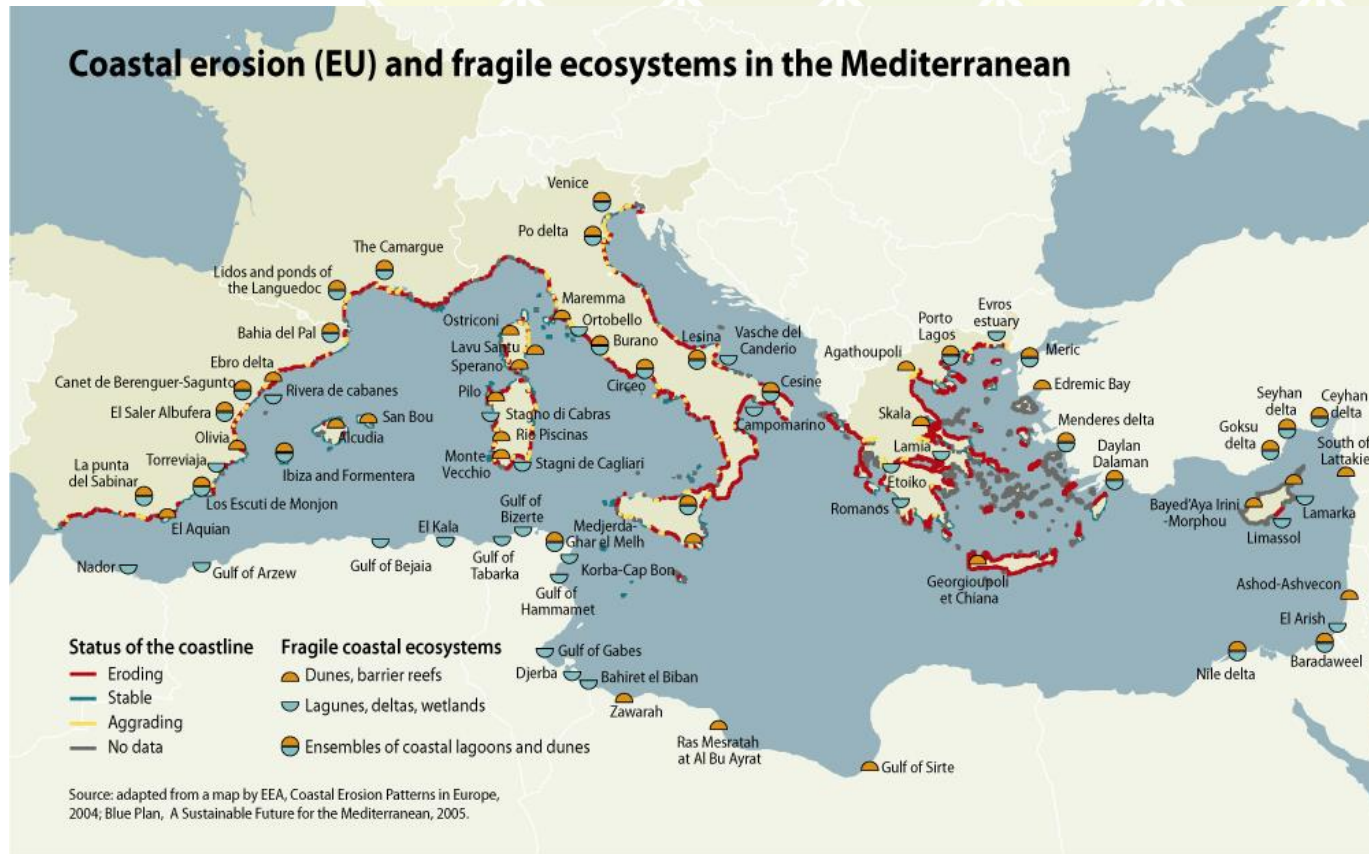 Coastal erosion (EU) and fragile ecosystems in the Mediterranean
Venice
Po delta
The Camargue
Lidos and ponds of
the Languedoc
Bahia del Pal
Ebro delta
Canet de Berenguer-Sagunto
Rivera de cabanes
El Saler Albufera
Olivia
Torreviaja
La punta
del Sabinar
Los Escuti de Monjon
El Aquian
San Bou
Alcudia
Ibiza and Formentera
Ostriconi
Lavu Santu
Sperano
Pilo
Stagno di Cabras
Rio Piscinas
Monte
Vecchio
Stagni de Cagliari
Maremma
Ortobello
Burano
Circeo
Lesina
Vasche del
Canderio
Cesine
Campomarino
Agathoupoli
Porto
Lagos
Evros
estuary
Meric
Edremic Bay
Skala
Lamia
Etoiko
Romanos
Menderes delta
Daylan
Dalaman
Georgioupoli
et Chiana
Seyhan
delta
Ceyhan
delta
Goksu
delta
South of
Lattakie
Bayed'Aya Irini
-Morphou
Lamarka
Limassol
Ashod-Ashvecon
El Arish
Baradaweel
Nile delta
Nador
Gulf of Arzew
Gulf of Bejaia
El Kala
Gulf of
Tabarka
Gulf of
Bizerte
Medjerda-
Ghar el Melh
Korba-Cap Bon
Gulf of
Hammamet
Gulf of Gabes
Djerba
Bahiret el Biban
Zawarah
Ras Mesratah
at Al Bu Ayrat
Gulf of Sirte
Status of the coastline
Eroding
Stable
Aggrading
No data
Fragile coastal ecosystems
Dunes, barrier reefs
Lagunes, deltas, wetlands
Ensembles of coastal lagoons and dunes
Source: adapted from a map by EEA, Coastal Erosion Patterns in Europe,
2004; Blue Plan, A Sustainable Future for the Mediterranean, 2005.